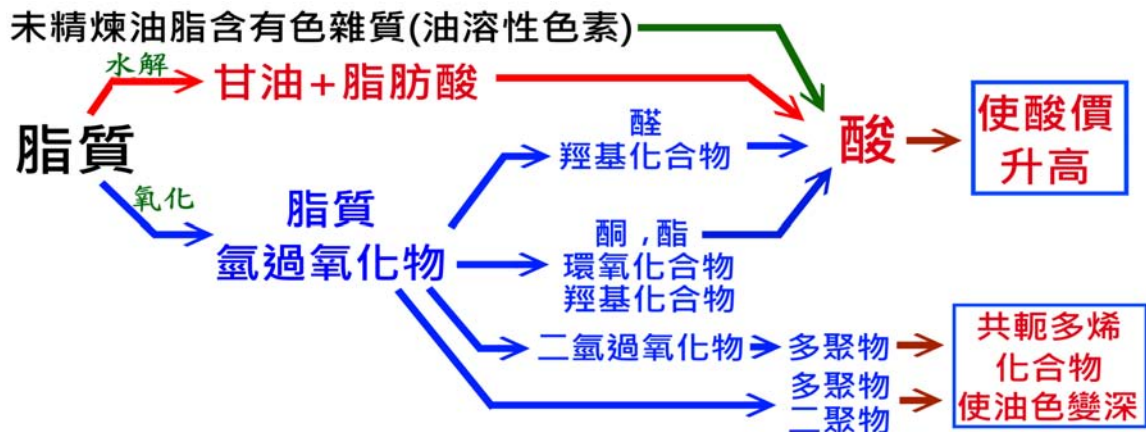 未精煉油脂含有色雜質(油溶性色素)
水解
甘油+脂肪酸
脂質
氧化
脂質
氫過氧化物
醛
羥基化合物
酮,酯
環氧化合物
羥基化合物
二氫過氧化物
多聚物
多聚物
二聚物
酸
使酸價
升高
共軛多烯
化合物
使油色變深